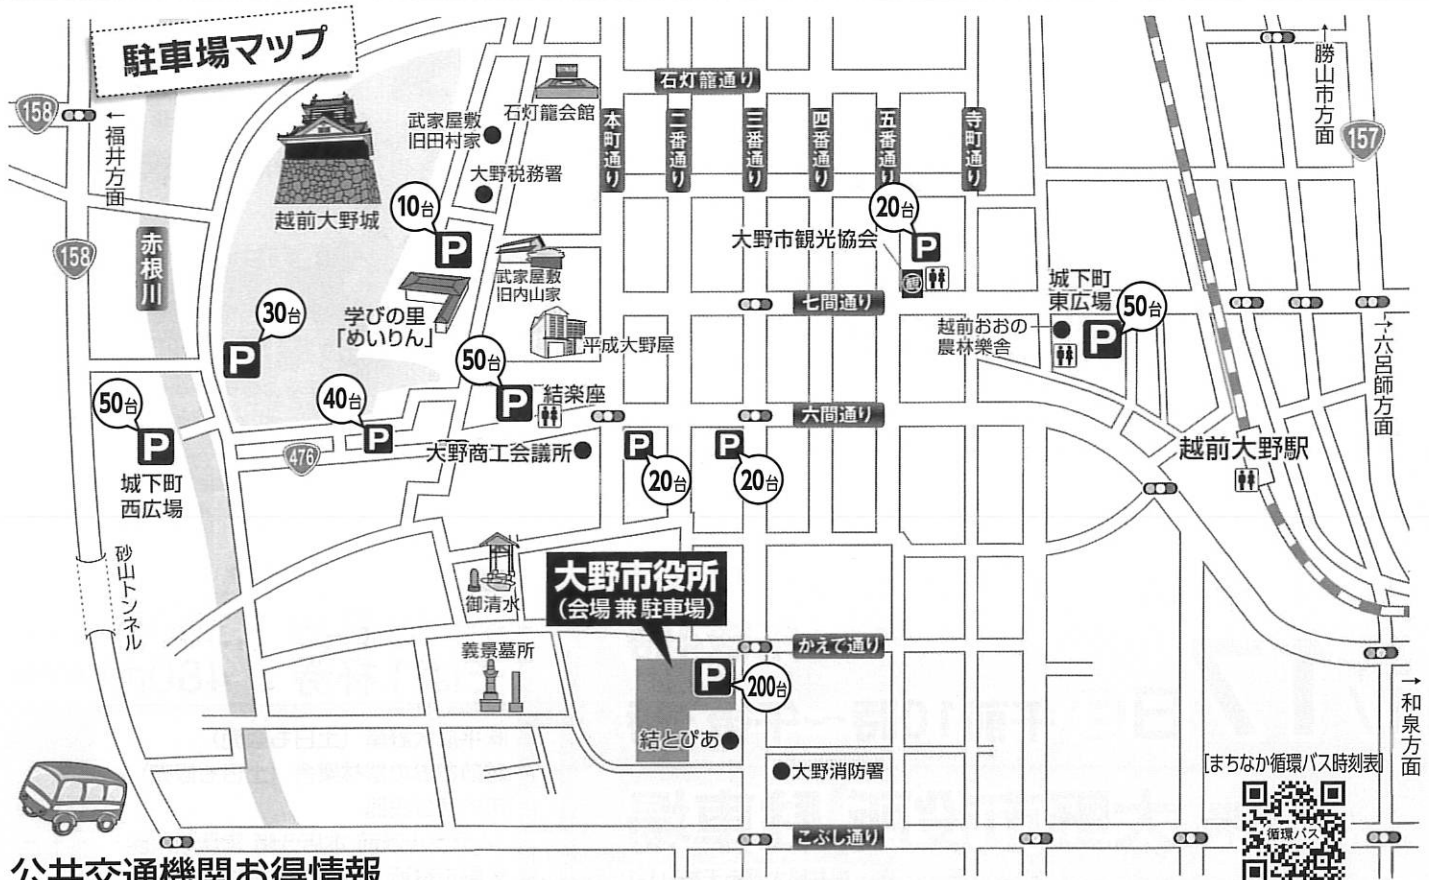 駐車場マップ
158
←福井方面
158
赤根川
越前大野城
武家屋敷
旧田村家
石灯籠会館
大野税務署
10台
P
石灯籠通り
本町通り
二番通り
三番通り
四番通り
五番通り
寺町通り
←勝山市方面
157
20台
P
大野市観光協会
武家屋敷
旧内山家
学びの里
「めいりん」
30台
P
平成大野屋
七間通り
城下町
東広場
50台
P
越前おおの
農林樂舎
→六呂師方面
50台
P
結楽座
六間通り
40台
P
476
大野商工会議所
P
20台
P
20台
越前大野駅
50台
P
城下町
西広場
砂山トンネル
御清水
大野市役所
(会場兼駐車場)
かえで通り
義景墓所
P
200台
結とぴあ
大野消防署
こぶし通り
→和泉方面
[まちなか循環バス時刻表]
循環バス
公共交通機関お得情報